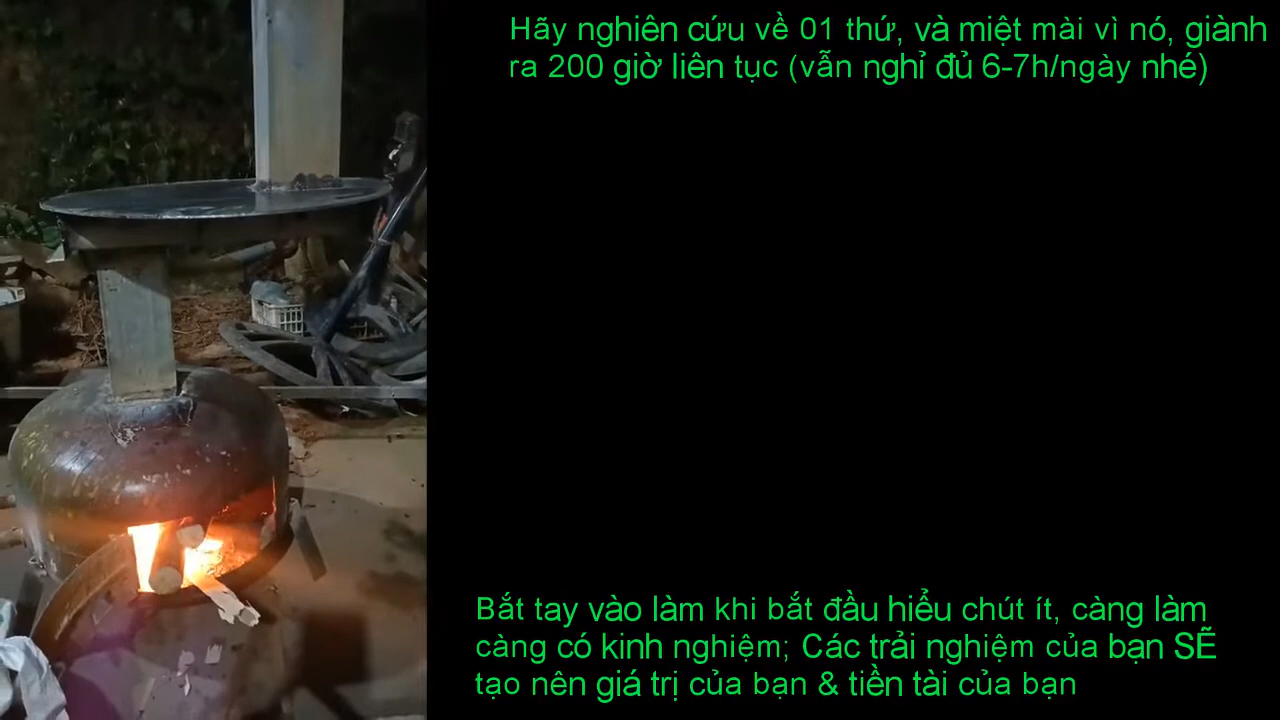 Hãy nghiên cứu về 01 thứ, và miệt mài vì nó, giành
ra 200 giờ liên tục (vẫn nghỉ đủ 6-7h/ngày nhé)
Bắt tay vào làm khi bắt đầu hiểu chút ít, càng làm
càng có kinh nghiệm; Các trải nghiệm của bạn SẼ
tạo nên giá trị của bạn & tiền tài của bạn